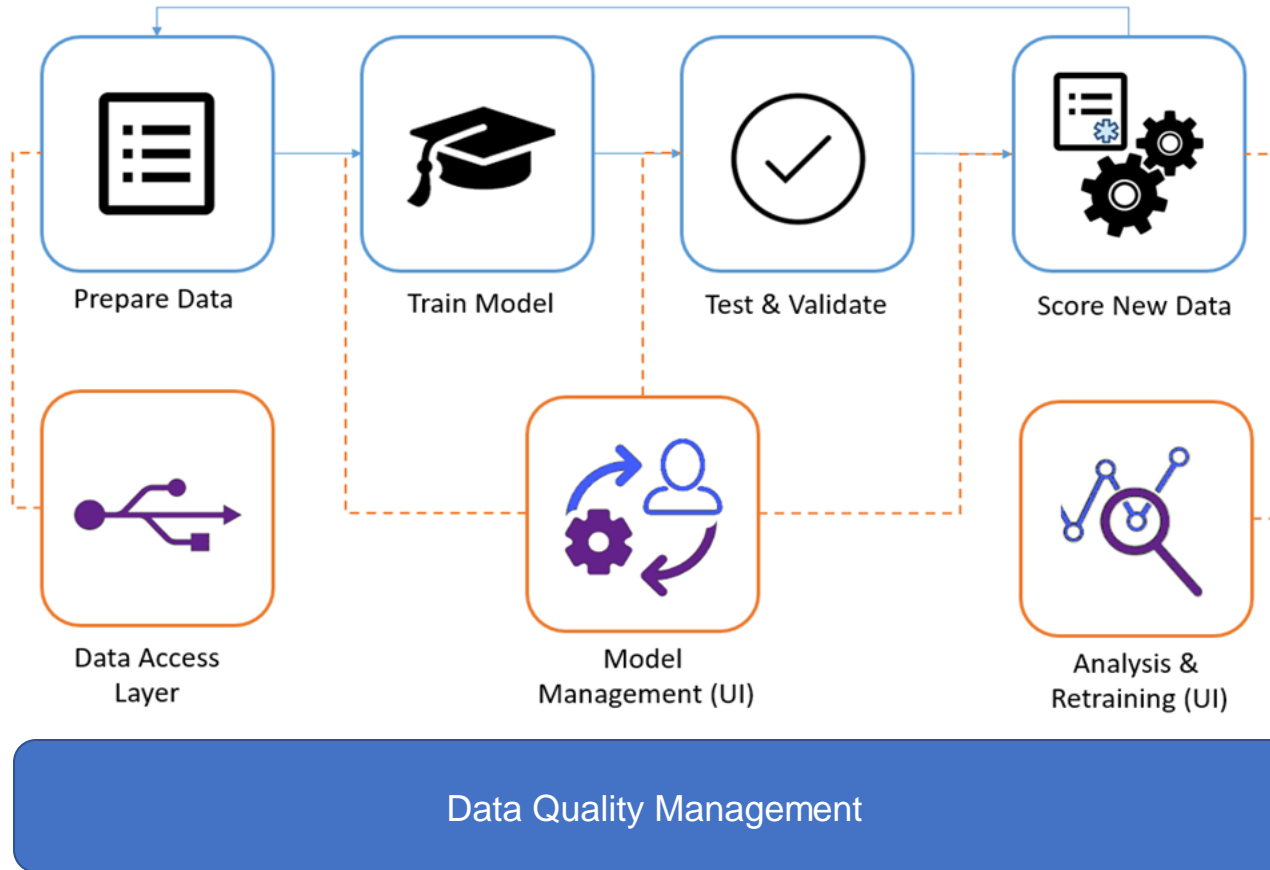 Prepare Data
Train Model
Test & Validate
Score New Data
Data Access
Layer
Model
Management (UI)
Analysis &
Retraining (UI)
Data Quality Management